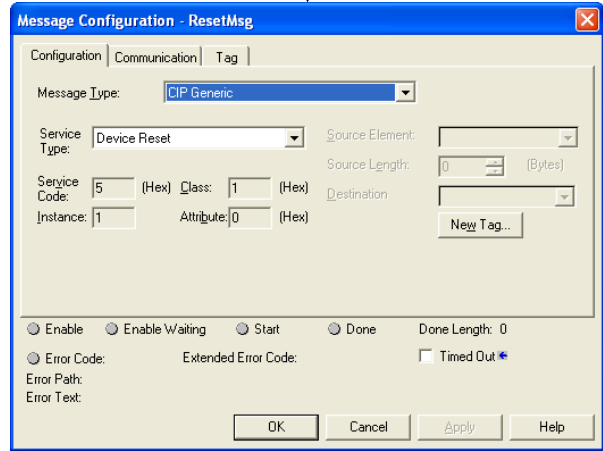 Message Configuration - ResetMsg
Configuration Communication Tag
Message Type: CIP Generic
Service Type: Device Reset Source Element:
Source Length: 0 (Bytes)
Service Code: 5 (Hex) Class: 1 (Hex) Destination
Instance: 1 Attribute: 0 (Hex) New Tag...
Enable Enable Waiting Start Done Done Length: 0
Error Code: Extended Error Code: Timed Out
Error Path:
Error Text:
OK Cancel Apply Help